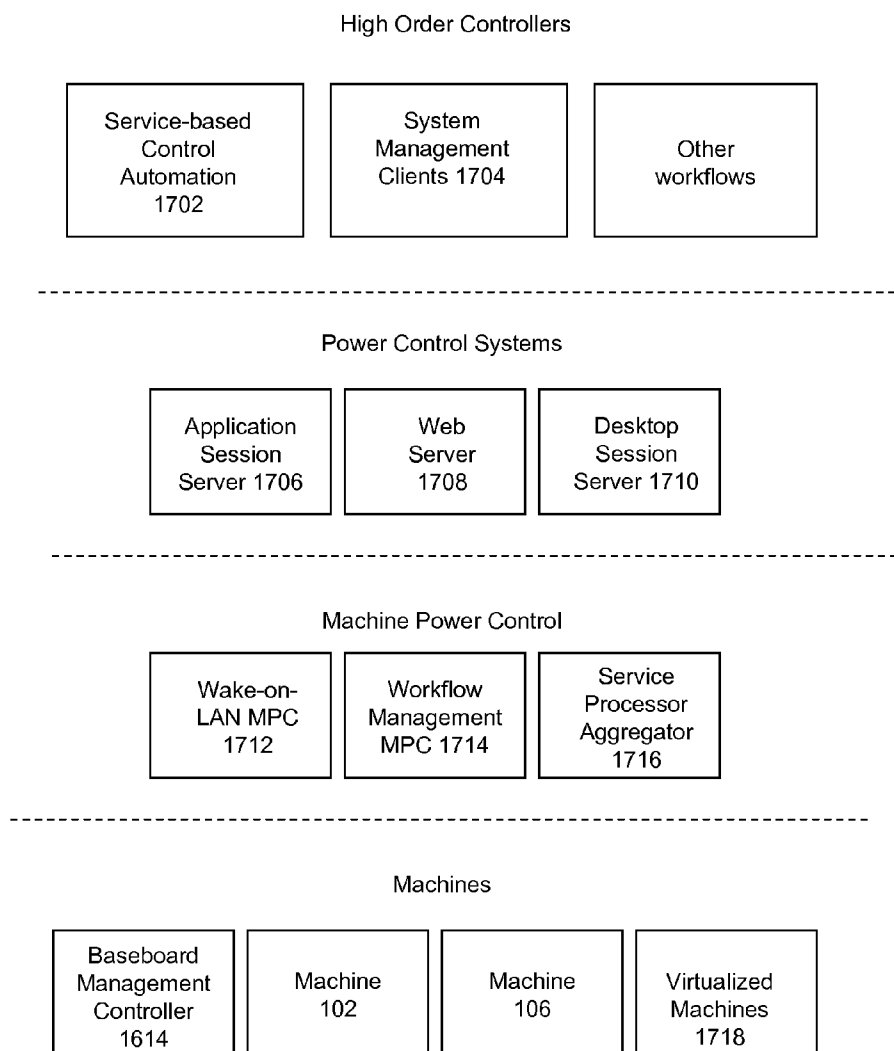 High Order Controllers
Service-based
Control
Automation
1702
System
Management
Clients 1704
Other
workflows
Power Control Systems
Application
Session
Server 1706
Web
Server
1708
Desktop
Session
Server 1710
Machine Power Control
Wake-on-
LAN MPC
1712
Workflow
Management
MPC 1714
Service
Processor
Aggregator
1716
Machines
Baseboard
Management
Controller
1614
Machine
102
Machine
106
Virtualized
Machines
1718